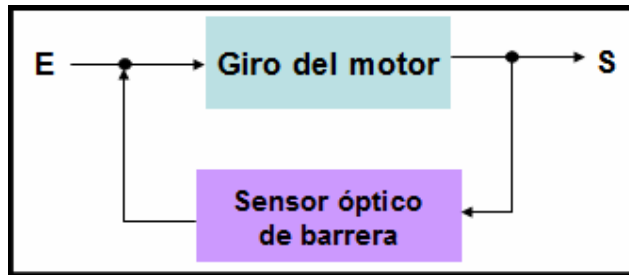 E
Giro del motor
S
Sensor óptico
de barrera